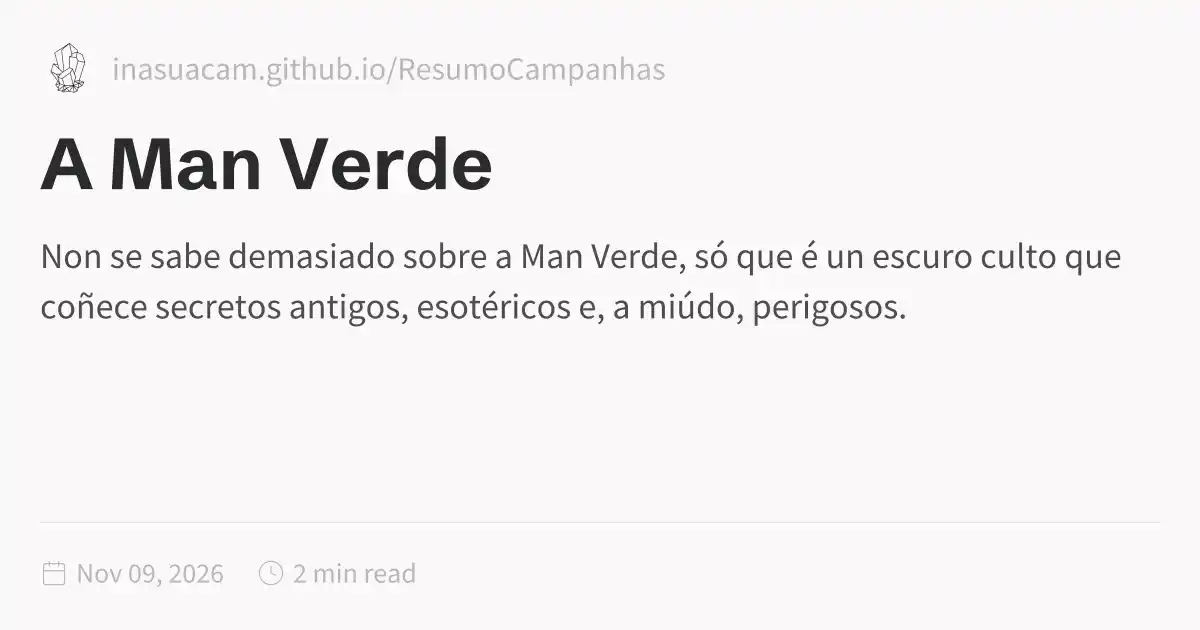 inasuacam.github.io/ResumoCampanhas
A Man Verde
Non se sabe demasiado sobre a Man Verde, só que é un escuro culto que
coñece secretos antigos, esotéricos e, a miúdo, perigosos.
Nov 09, 2026 2 min read